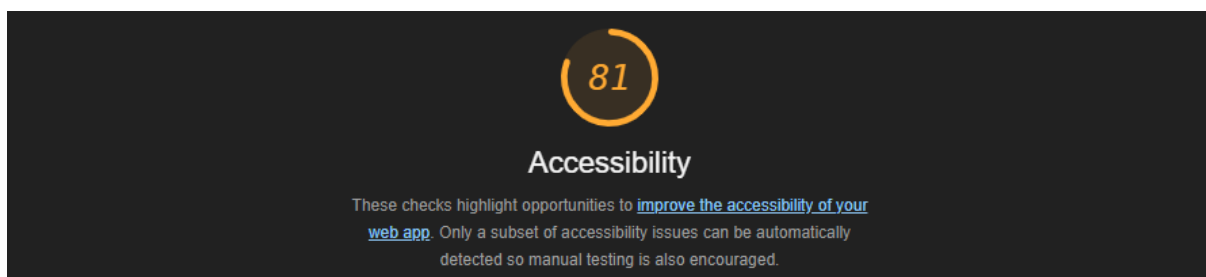 81
Accessibility
These checks highlight opportunities to improve the accessibility of your
web app. Only a subset of accessibility issues can be automatically
detected so manual testing is also encouraged.